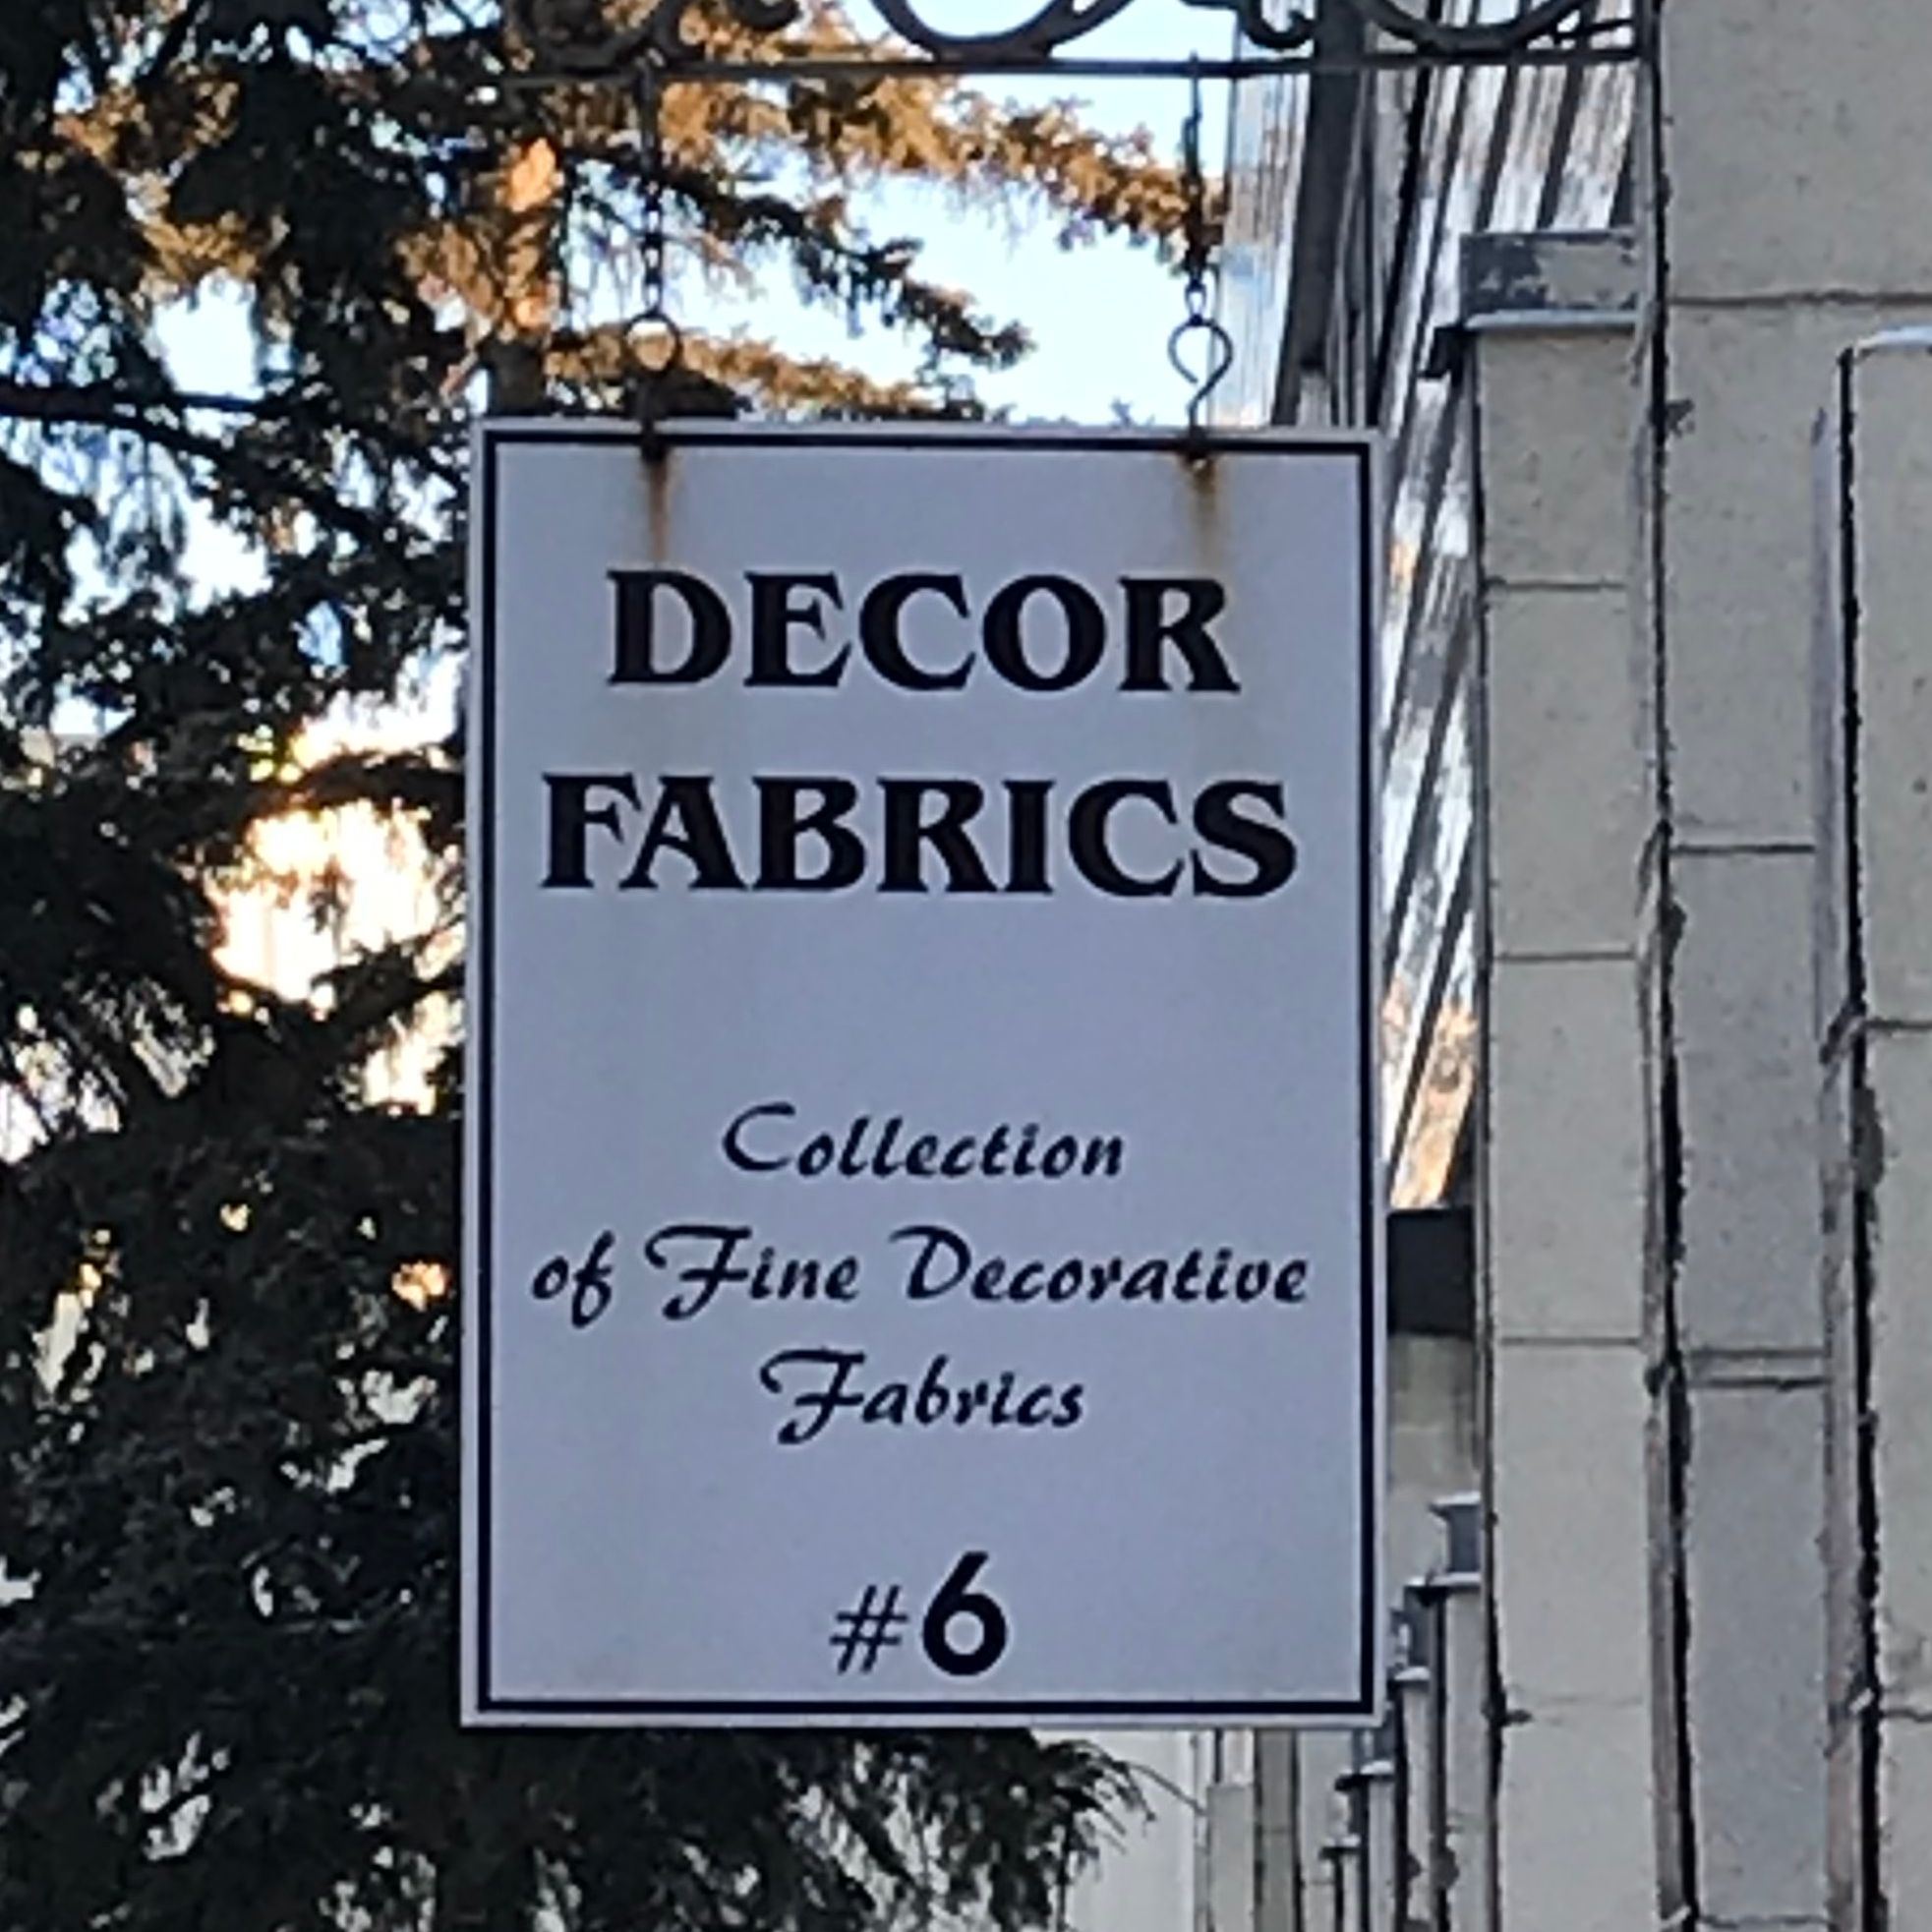 DECOR
FABRICS
Collection
of Fine Decorative
Fabrics
#6